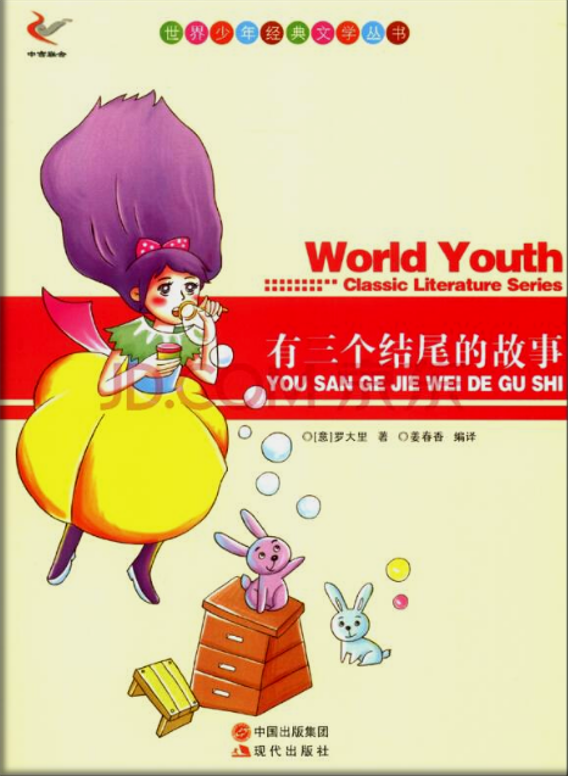 世界少年经典文学丛书
中育联合
World Youth
Classic Literature Series
有三个结尾的故事
YOU SAN GE JIE WEI DE GU SHI
◎[意]罗大里 著 ◎姜春香 编译
中国出版集团
现代出版社